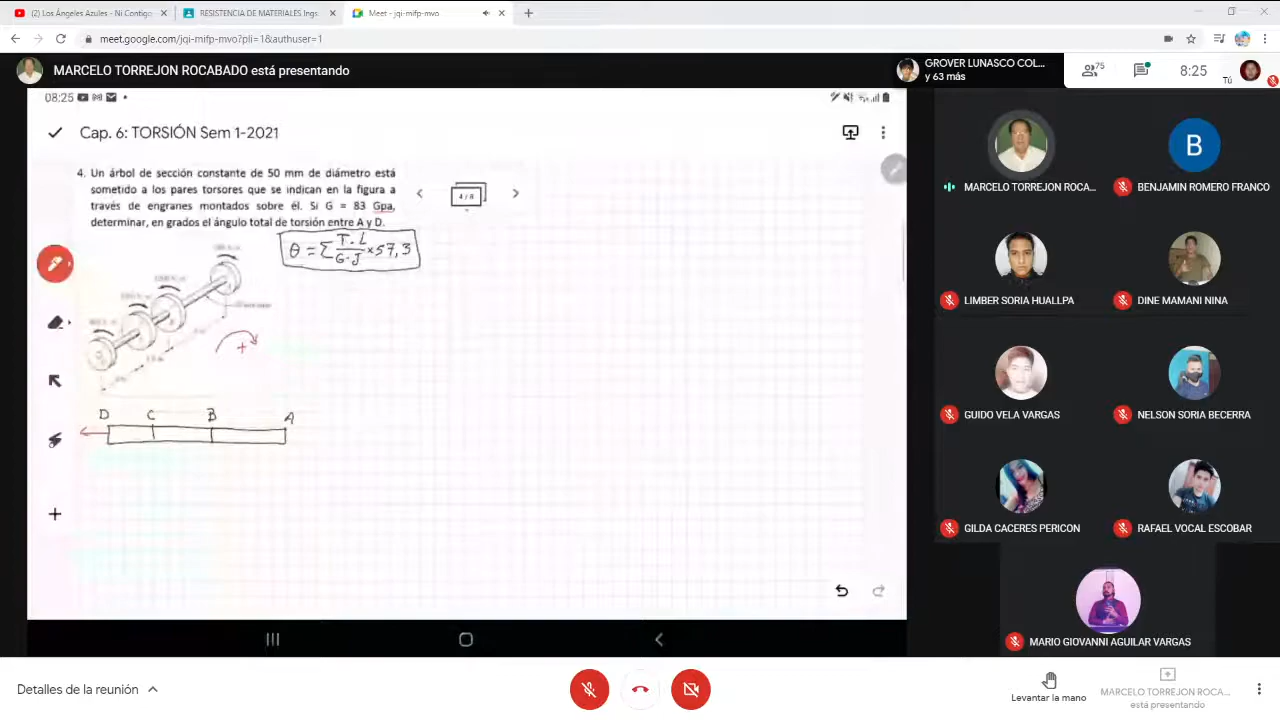 (2) Los Ángeles Azules - Ni Contigo
RESISTENCIA DE MATERIALES Ings.
Meet - jqi-mifp-mvo
meet.google.com/jqi-mifp-mvo?pli=1&authuser=1
MARCELO TORREJON ROCABADO está presentando
GROVER LUNASCO COL...
y 63 más
75
8:25
Tú
08:25
Cap. 6: TORSIÓN Sem 1-2021
4. Un árbol de sección constante de 50 mm de diámetro está
sometido a los pares torsores que se indican en la figura a
través de engranes montados sobre él. Si G = 83 Gpa,
determinar, en grados el ángulo total de torsión entre A y D.
4 / 8
θ = Σ T · L / G · J × 57,3
+
D C B A
MARCELO TORREJON ROCA...
B
BENJAMIN ROMERO FRANCO
LIMBER SORIA HUALLPA
DINE MAMANI NINA
GUIDO VELA VARGAS
NELSON SORIA BECERRA
GILDA CACERES PERICON
RAFAEL VOCAL ESCOBAR
MARIO GIOVANNI AGUILAR VARGAS
Detalles de la reunión
Levantar la mano
MARCELO TORREJON ROCA...
está presentando